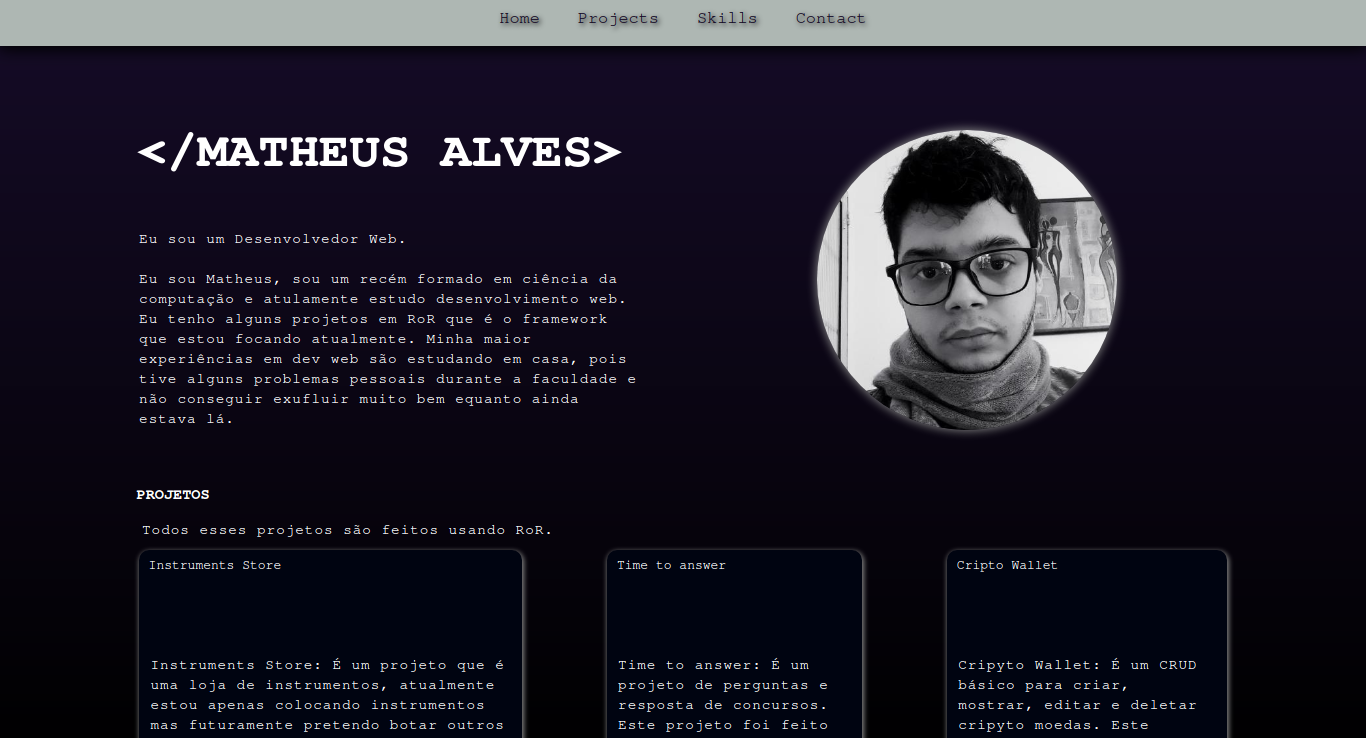 Home Projects Skills Contact
</MATHEUS ALVES>
Eu sou um Desenvolvedor Web.
Eu sou Matheus, sou um recém formado em ciência da
computação e atulamente estudo desenvolvimento web.
Eu tenho alguns projetos em RoR que é o framework
que estou focando atualmente. Minha maior
experiências em dev web são estudando em casa, pois
tive alguns problemas pessoais durante a faculdade e
não conseguir exufluir muito bem equanto ainda
estava lá.
PROJETOS
Todos esses projetos são feitos usando RoR.
Instruments Store
Instruments Store: É um projeto que é
uma loja de instrumentos, atualmente
estou apenas colocando instrumentos
mas futuramente pretendo botar outros
Time to answer
Time to answer: É um
projeto de perguntas e
resposta de concursos.
Este projeto foi feito
Cripto Wallet
Cripyto Wallet: É um CRUD
básico para criar,
mostrar, editar e deletar
cripyto moedas. Este